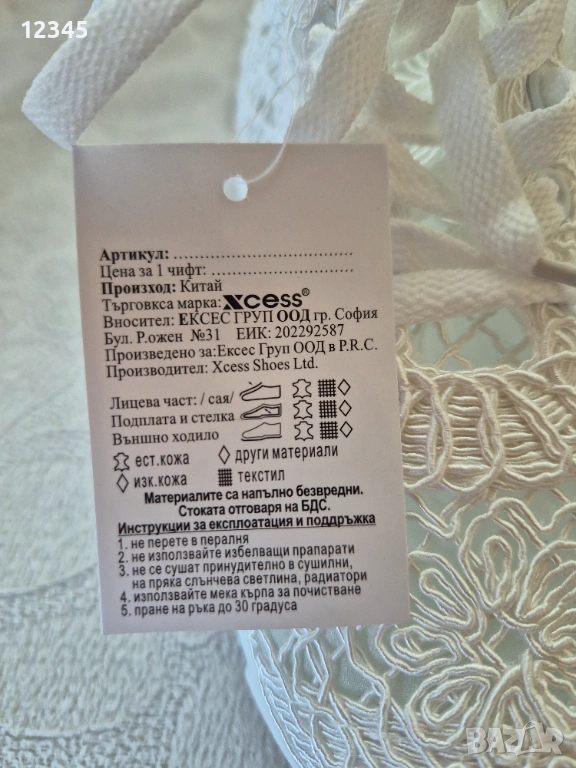 12345
Артикул: .......................................
Цена за 1 чифт: ...............................
Произход: Китай
Търговкса марка: xcess®
Вносител: ЕКСЕС ГРУП ООД гр. София
Бул. Р.ожен №31 ЕИК: 202292587
Произведено за:Ексес Груп ООД в P.R.C.
Производител: Xcess Shoes Ltd.
Лицева част: / сая/
Подплата и стелка
Външно ходило
ест.кожа други материали
изк.кожа текстил
Материалите са напълно безвредни.
Стоката отговаря на БДС.
Инструкции за експлоатация и поддръжка
1. не перете в пералня
2. не използвайте избелващи прапарати
3. не се сушат принудително в сушилни,
на пряка слънчева светлина, радиатори
4. използвайте мека кърпа за почистване
5. пране на ръка до 30 градуса
BAZAR